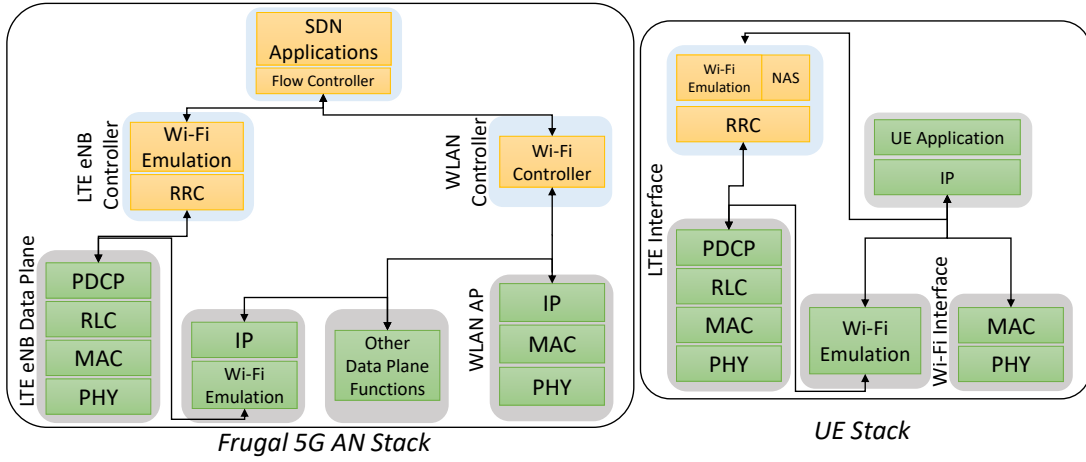 SDN
Applications
Flow Controller
LTE eNB
Controller
Wi-Fi
Emulation
RRC
WLAN
Controller
Wi-Fi
Controller
LTE eNB Data Plane
PDCP
RLC
MAC
PHY
IP
Wi-Fi
Emulation
Other
Data Plane
Functions
WLAN AP
IP
MAC
PHY
Frugal 5G AN Stack
Wi-Fi
Emulation
NAS
RRC
UE Application
IP
LTE Interface
PDCP
RLC
MAC
PHY
Wi-Fi
Emulation
Wi-Fi Interface
MAC
PHY
UE Stack